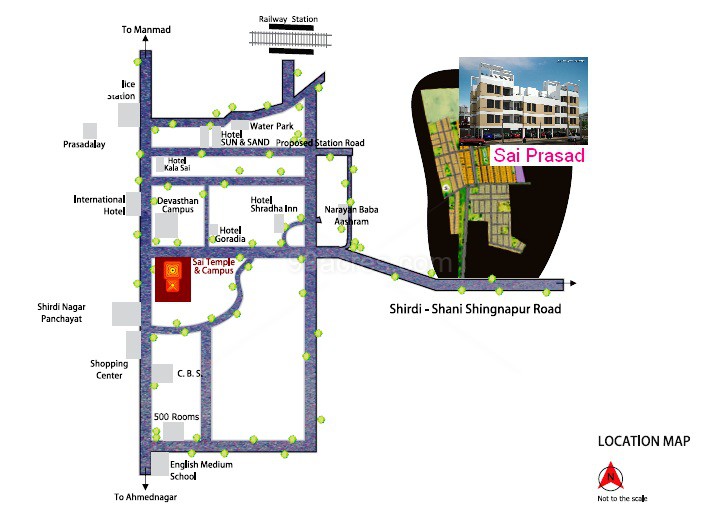 Railway Station
To Manmad
lice
Station
Water Park
Hotel
SUN & SAND
Proposed Station Road
Prasadalay
Hotel
Kala Sai
Sai Prasad
International
Hotel
Devasthan
Campus
Hotel
Shradha Inn
Narayan Baba
Aashram
Hotel
Goradia
Sai Temple
& Campus
Shirdi Nagar
Panchayat
Shirdi - Shani Shingnapur Road
Shopping
Center
C. B. S.
500 Rooms
English Medium
School
To Ahmednagar
LOCATION MAP
N
Not to the scale